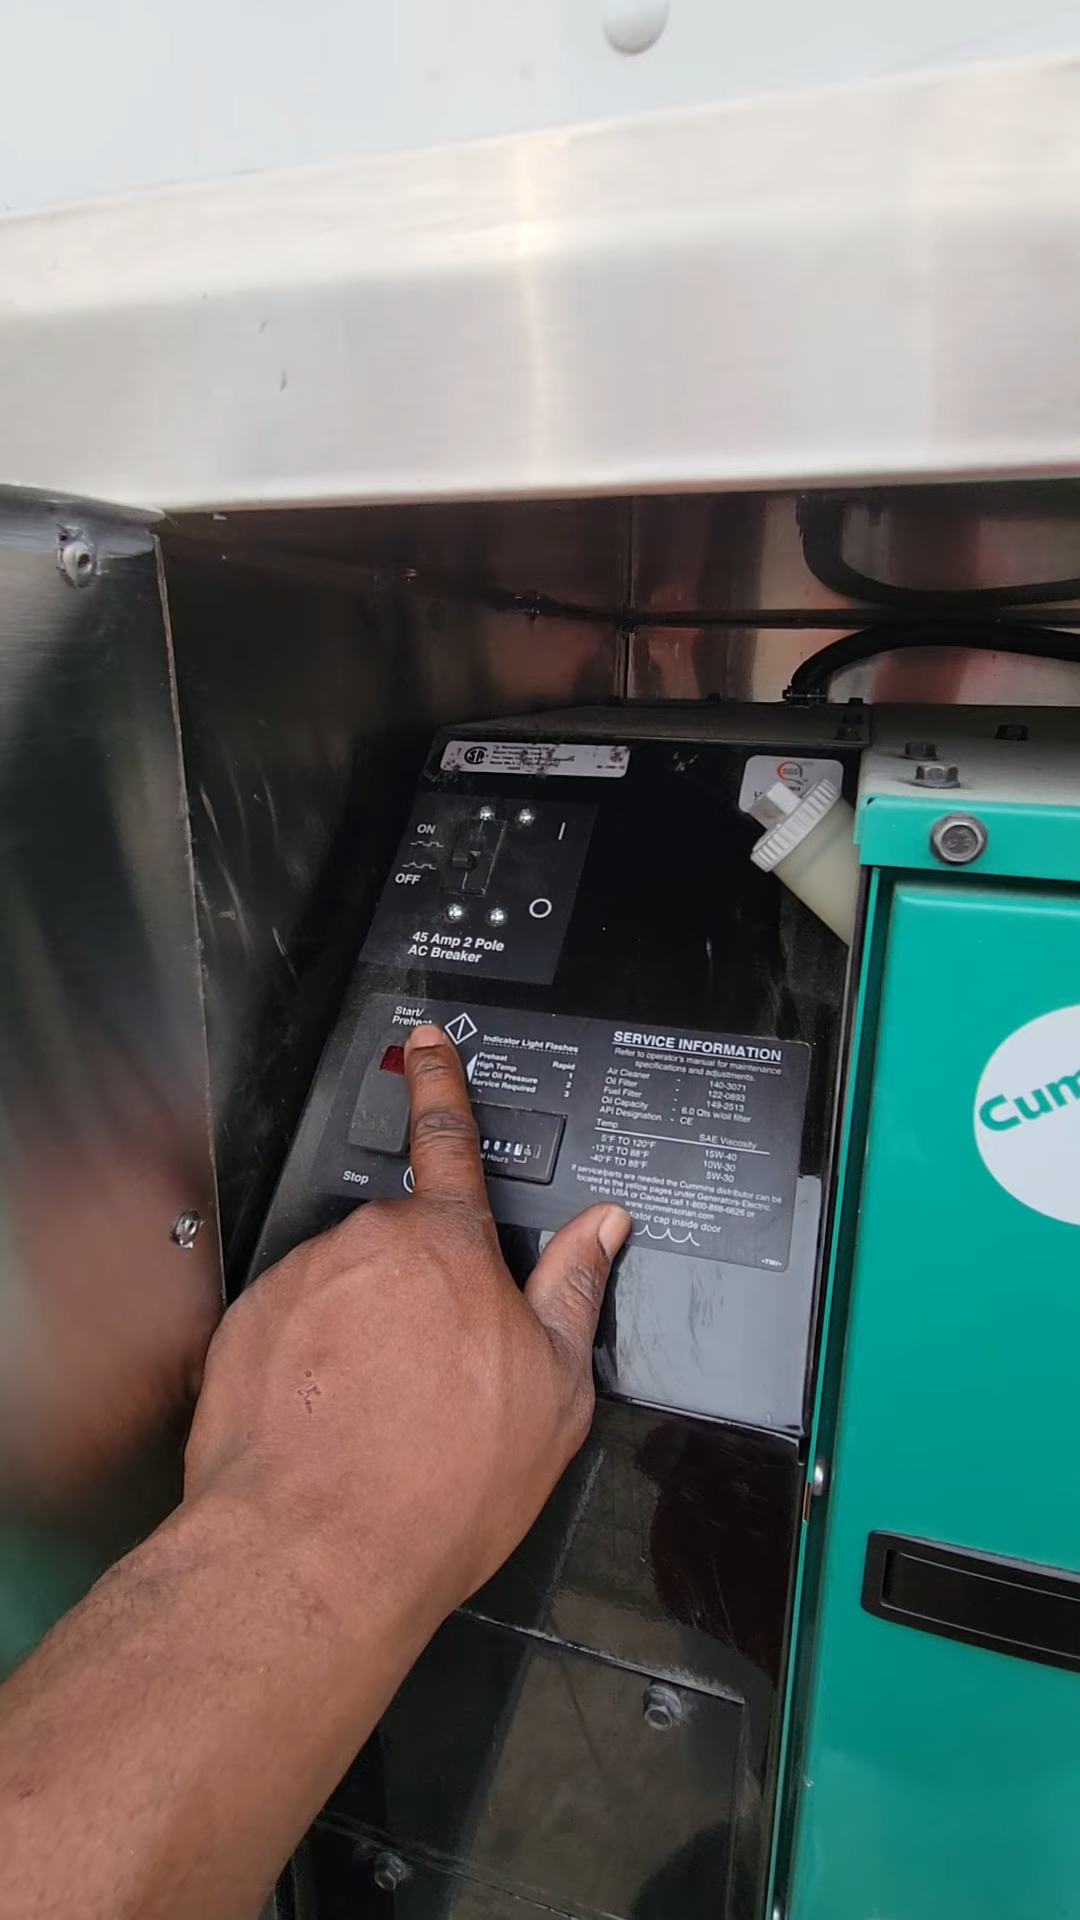 ON
OFF
45 Amp 2 Pole
AC Breaker
Start/
Preheat
Indicator Light Flashes
Preheat Rapid
High Temp 1
Low Oil Pressure 2
Service Required 3
Stop
SERVICE INFORMATION
Refer to operator's manual for maintenance
specifications and adjustments.
Air Cleaner - 140-3071
Oil Filter - 122-0893
Fuel Filter - 149-2513
Oil Capacity - 6.0 Qts w/oil filter
API Designation - CE
Temp SAE Viscosity
5°F TO 120°F 15W-40
-13°F TO 88°F 10W-30
-40°F TO 88°F 5W-30
If service/parts are needed the Cummins distributor can be
located in the yellow pages under Generators-Electric.
In the USA or Canada call 1-800-888-6626 or
www.cumminsonan.com
cap inside door
Cum